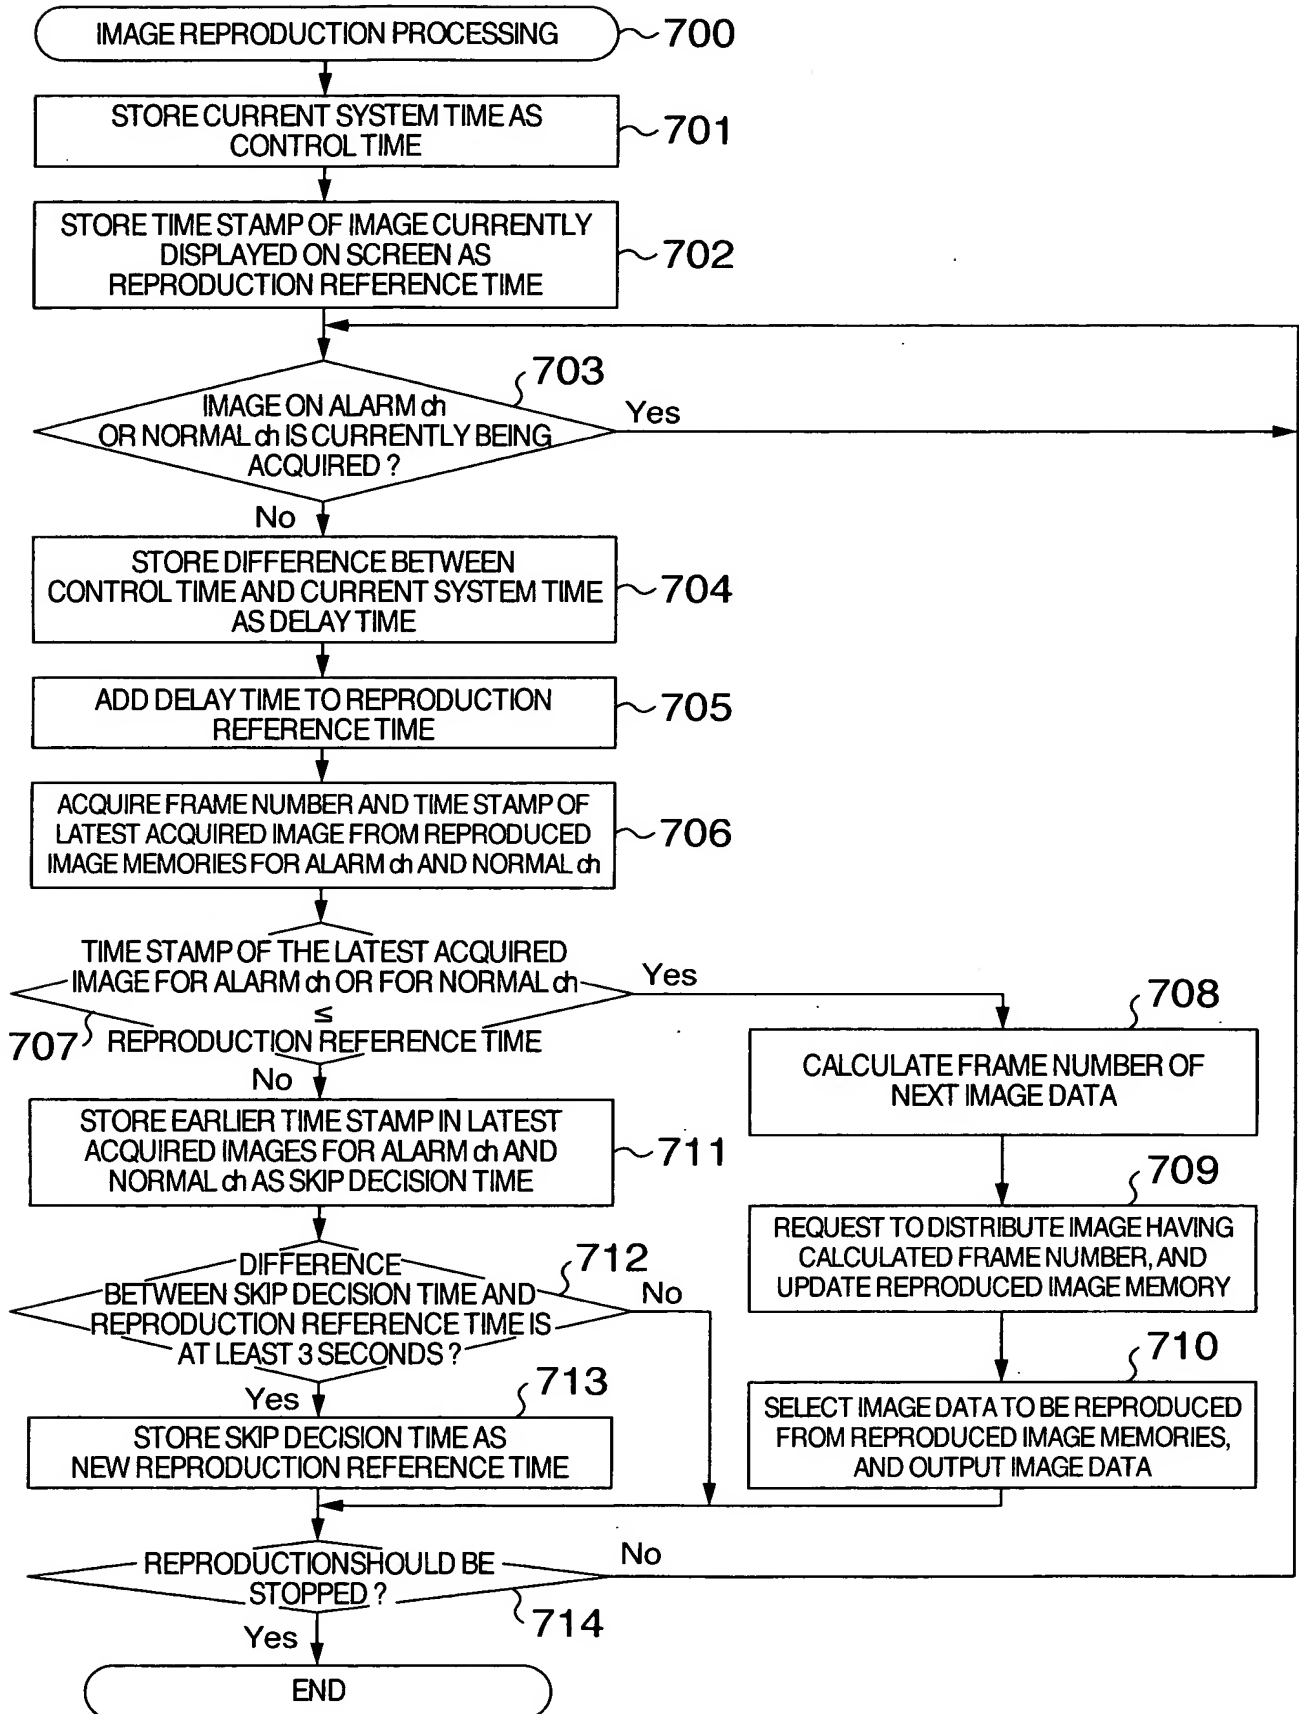 IMAGE REPRODUCTION PROCESSING
700
STORE CURRENT SYSTEM TIME AS
CONTROL TIME
701
STORE TIME STAMP OF IMAGE CURRENTLY
DISPLAYED ON SCREEN AS
REPRODUCTION REFERENCE TIME
702
703
IMAGE ON ALARM ch
OR NORMAL ch IS CURRENTLY BEING
ACQUIRED ?
Yes
No
STORE DIFFERENCE BETWEEN
CONTROL TIME AND CURRENT SYSTEM TIME
AS DELAY TIME
704
ADD DELAY TIME TO REPRODUCTION
REFERENCE TIME
705
ACQUIRE FRAME NUMBER AND TIME STAMP OF
LATEST ACQUIRED IMAGE FROM REPRODUCED
IMAGE MEMORIES FOR ALARM ch AND NORMAL ch
706
TIME STAMP OF THE LATEST ACQUIRED
IMAGE FOR ALARM ch OR FOR NORMAL ch
≤
REPRODUCTION REFERENCE TIME
707
Yes
No
708
CALCULATE FRAME NUMBER OF
NEXT IMAGE DATA
709
REQUEST TO DISTRIBUTE IMAGE HAVING
CALCULATED FRAME NUMBER, AND
UPDATE REPRODUCED IMAGE MEMORY
710
SELECT IMAGE DATA TO BE REPRODUCED
FROM REPRODUCED IMAGE MEMORIES,
AND OUTPUT IMAGE DATA
STORE EARLIER TIME STAMP IN LATEST
ACQUIRED IMAGES FOR ALARM ch AND
NORMAL ch AS SKIP DECISION TIME
711
712
DIFFERENCE
BETWEEN SKIP DECISION TIME AND
REPRODUCTION REFERENCE TIME IS
AT LEAST 3 SECONDS ?
No
Yes
713
STORE SKIP DECISION TIME AS
NEW REPRODUCTION REFERENCE TIME
REPRODUCTION SHOULD BE
STOPPED ?
No
714
Yes
END